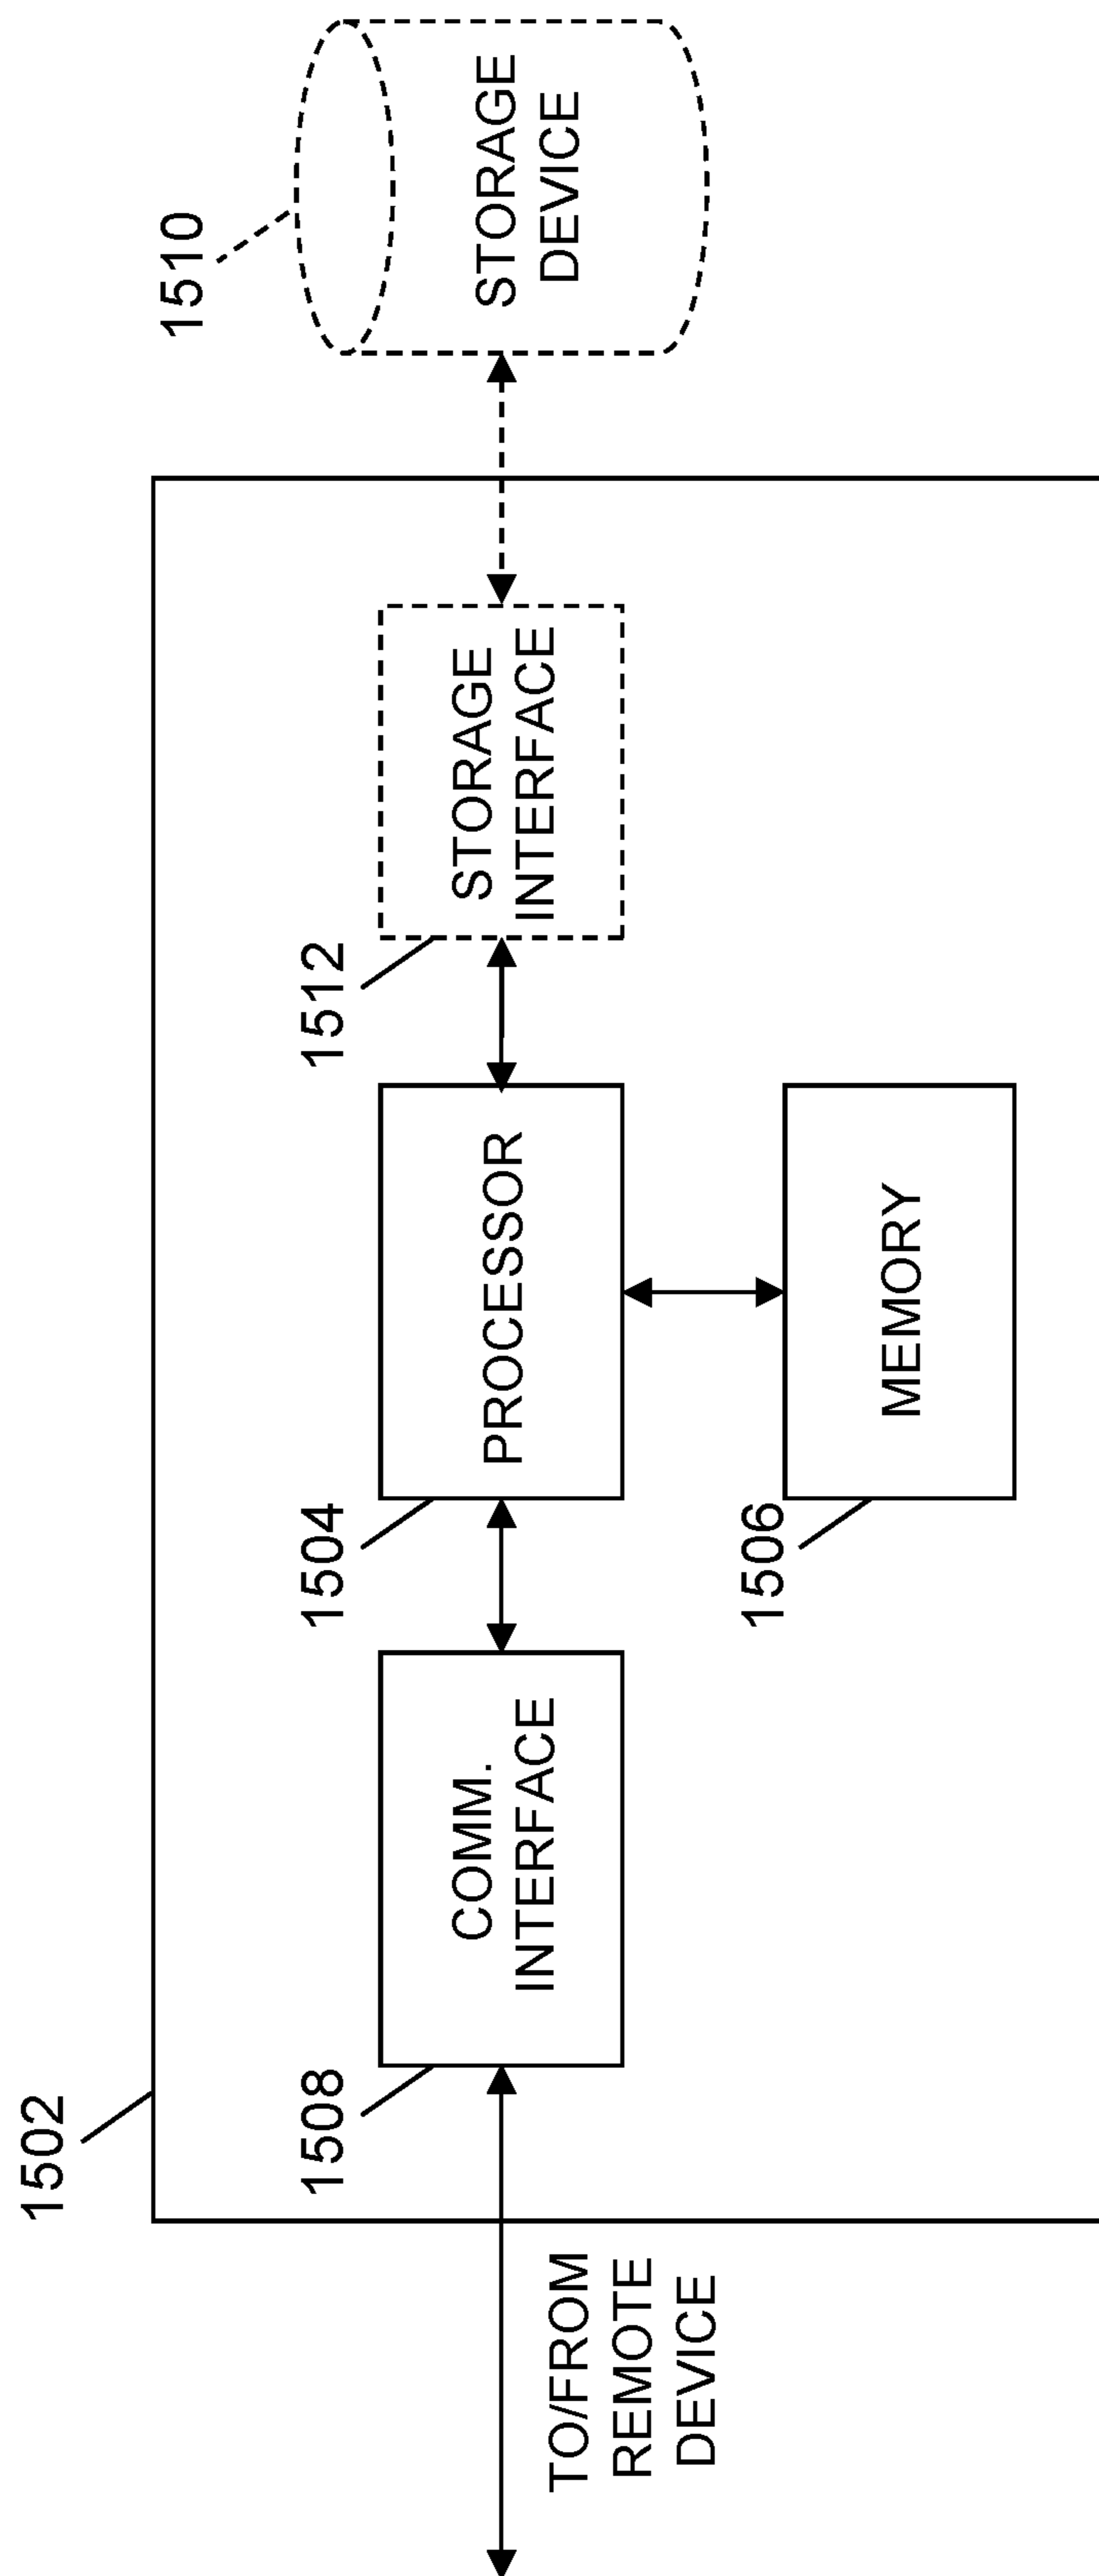 1502
1508
COMM.
INTERFACE
TO/FROM
REMOTE
DEVICE
1504
PROCESSOR
1506
MEMORY
1512
STORAGE
INTERFACE
1510
STORAGE
DEVICE